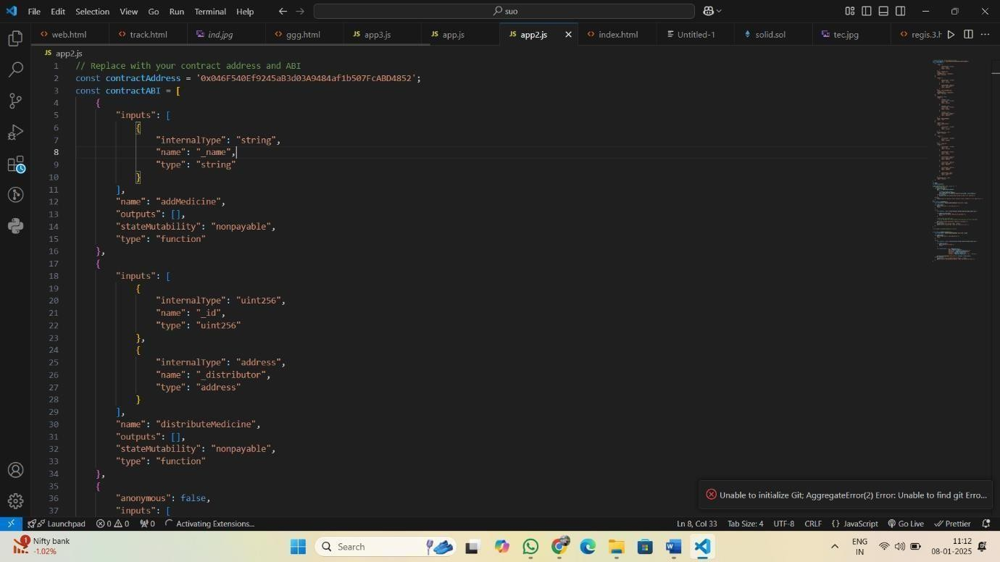 File Edit Selection View Go Run Terminal Help
suo
web.html track.html ind.jpg ggg.html app3.js app.js app2.js index.html Untitled-1 solid.sol tec.jpg regis.3.h
JS app2.js
1 // Replace with your contract address and ABI
2 const contractAddress = '0x046F540Ef9245aB3d03A9484af1b507FcABD4852';
3 const contractABI = [
4 {
5 "inputs": [
6 {
7 "internalType": "string",
8 "name": "_name",
9 "type": "string"
10 }
11 ],
12 "name": "addMedicine",
13 "outputs": [],
14 "stateMutability": "nonpayable",
15 "type": "function"
16 },
17 {
18 "inputs": [
19 {
20 "internalType": "uint256",
21 "name": "_id",
22 "type": "uint256"
23 },
24 {
25 "internalType": "address",
26 "name": "_distributor",
27 "type": "address"
28 }
29 ],
30 "name": "distributeMedicine",
31 "outputs": [],
32 "stateMutability": "nonpayable",
33 "type": "function"
34 },
35 {
36 "anonymous": false,
37 "inputs": [
Unable to initialize Git; AggregateError(2) Error: Unable to find git Erro...
Launchpad 0 0 0 Activating Extensions... Ln 8, Col 33 Tab Size: 4 UTF-8 CRLF {} JavaScript Go Live Prettier
1 Nifty bank
-1.02%
Search
ENG
IN
11:12
08-01-2025